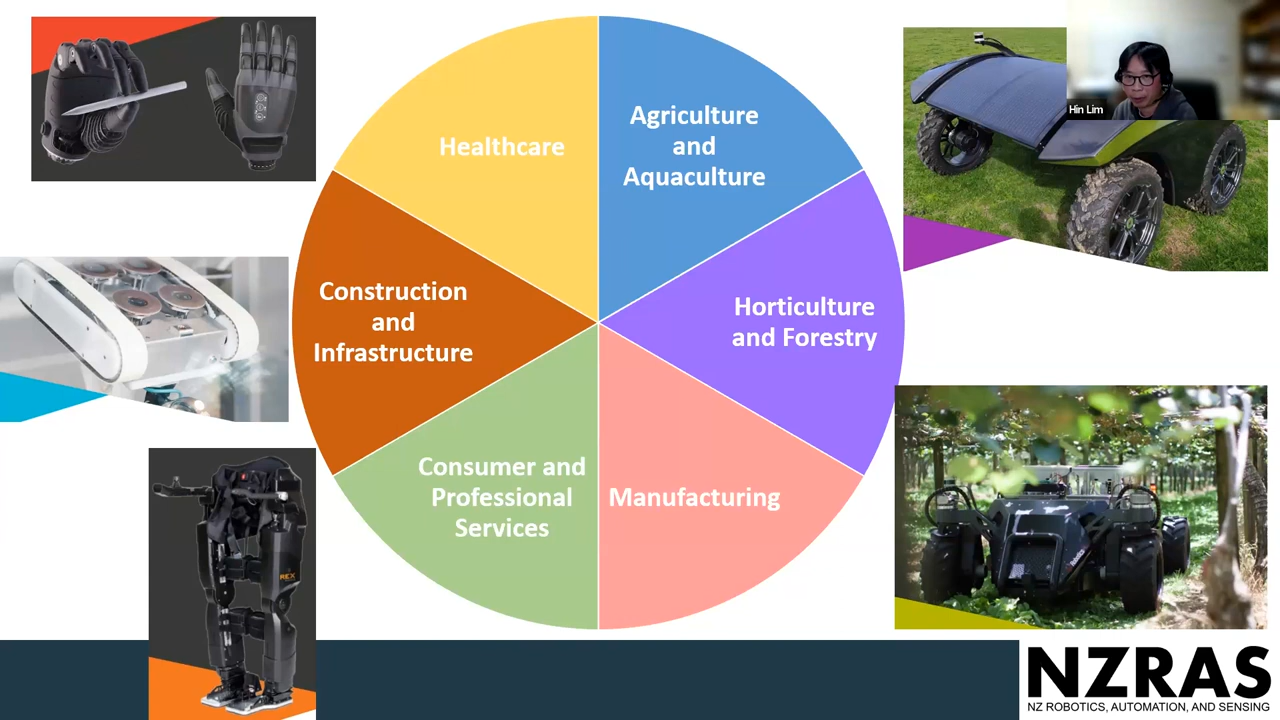 Healthcare
Agriculture
and
Aquaculture
Hin Lim
Construction
and
Infrastructure
Horticulture
and Forestry
Consumer and
Professional
Services
Manufacturing
REX
NZRAS
NZ ROBOTICS, AUTOMATION, AND SENSING